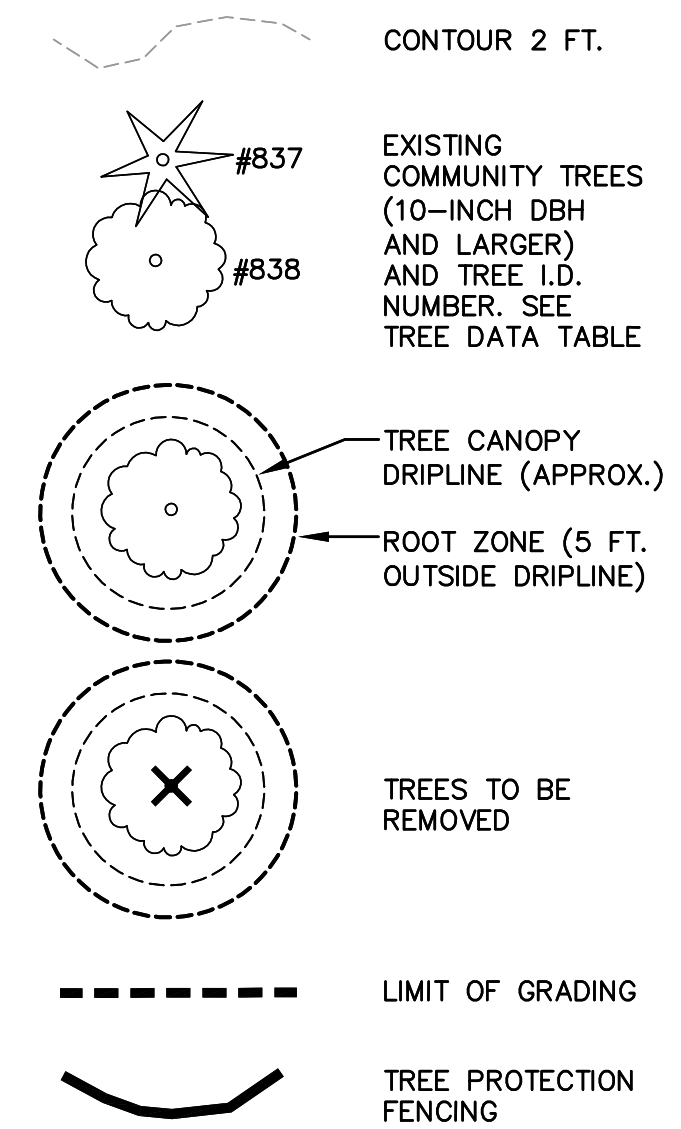 CONTOUR 2 FT.
#837
EXISTING
COMMUNITY TREES
(10-INCH DBH
AND LARGER)
#838
AND TREE I.D.
NUMBER. SEE
TREE DATA TABLE
TREE CANOPY
DRIPLINE (APPROX.)
ROOT ZONE (5 FT.
OUTSIDE DRIPLINE)
TREES TO BE
REMOVED
LIMIT OF GRADING
TREE PROTECTION
FENCING